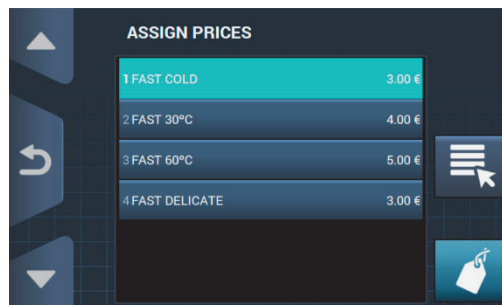 ASSIGN PRICES
1 FAST COLD 3.00 €
2 FAST 30ºC 4.00 €
3 FAST 60ºC 5.00 €
4 FAST DELICATE 3.00 €